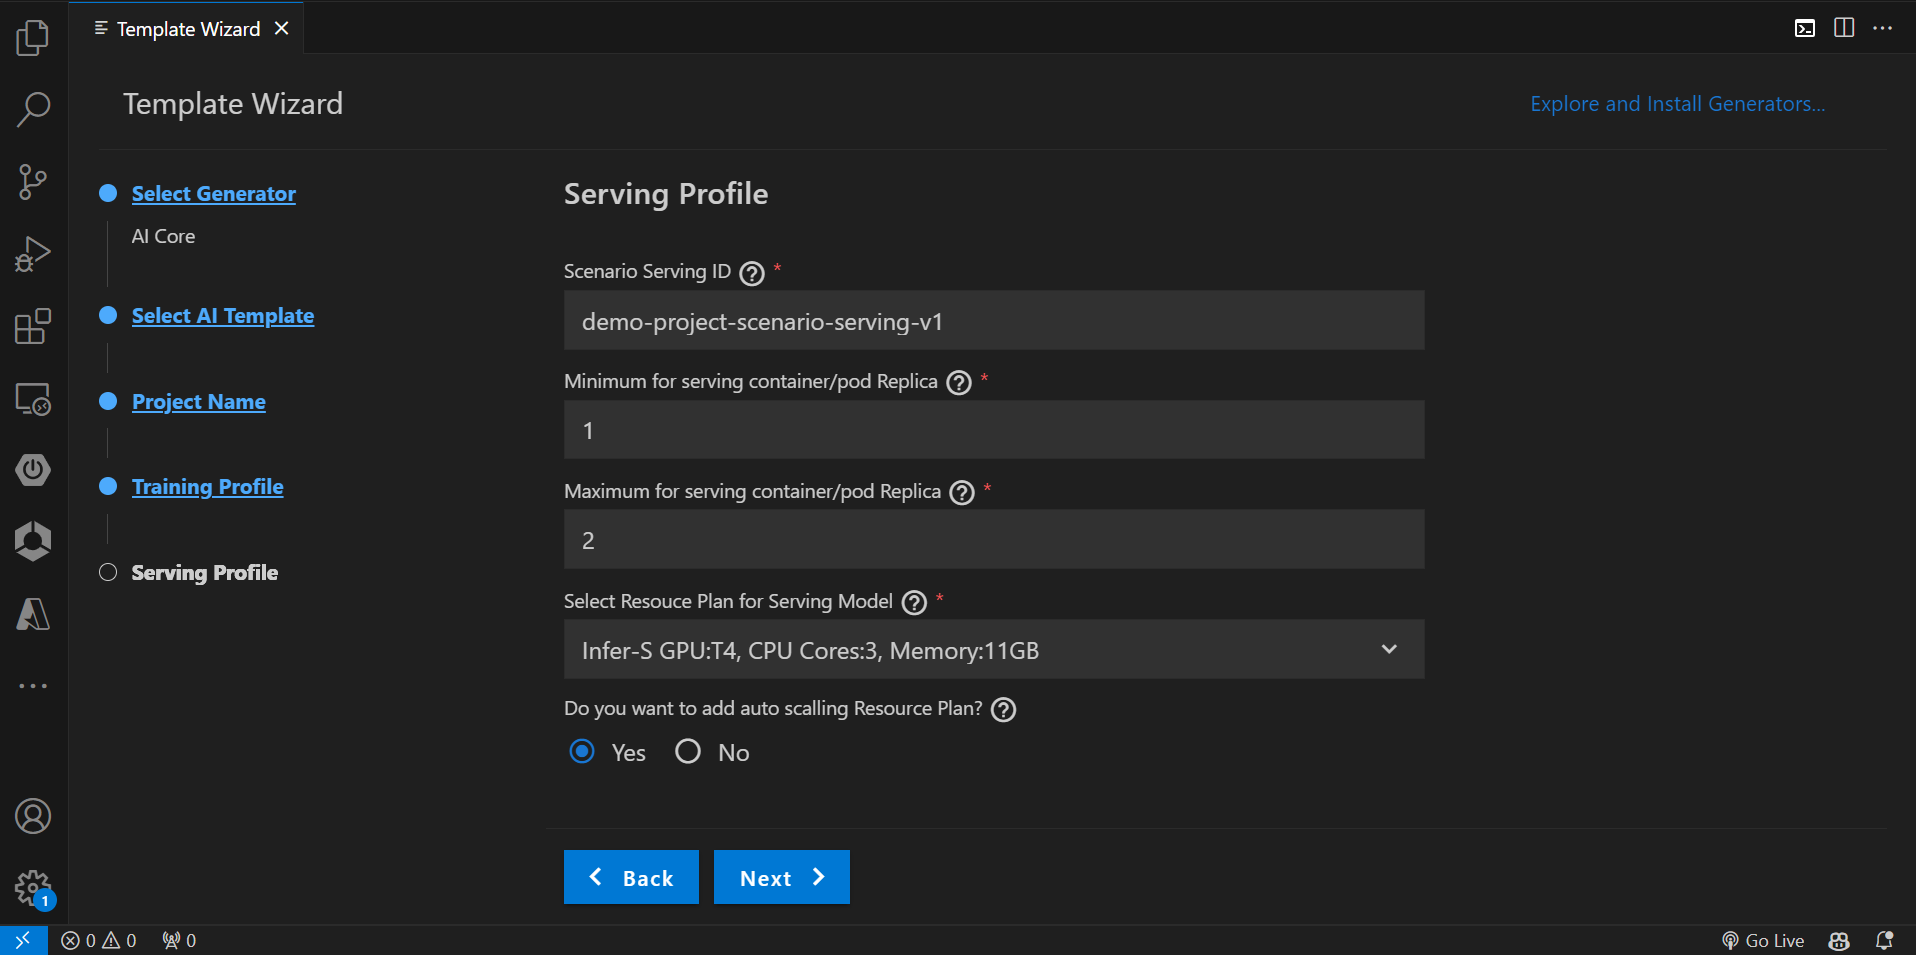 Template Wizard
Template Wizard
Explore and Install Generators...
Select Generator
AI Core
Select AI Template
Project Name
Training Profile
Serving Profile
Serving Profile
Scenario Serving ID ? *
demo-project-scenario-serving-v1
Minimum for serving container/pod Replica ? *
1
Maximum for serving container/pod Replica ? *
2
Select Resouce Plan for Serving Model ? *
Infer-S GPU:T4, CPU Cores:3, Memory:11GB
Do you want to add auto scalling Resource Plan? ?
Yes No
Back Next
1
0 0 0 Go Live